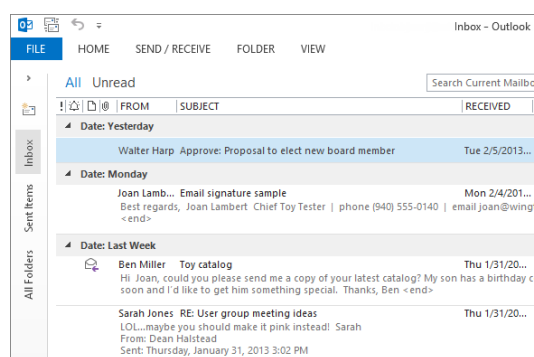 Inbox - Outlook
FILE HOME SEND / RECEIVE FOLDER VIEW
All Unread
Search Current Mailbo
FROM SUBJECT RECEIVED
Date: Yesterday
Walter Harp Approve: Proposal to elect new board member Tue 2/5/2013...
Date: Monday
Joan Lamb... Email signature sample Mon 2/4/201...
Best regards, Joan Lambert Chief Toy Tester | phone (940) 555-0140 | email joan@wing
<end>
Date: Last Week
Ben Miller Toy catalog Thu 1/31/20...
Hi Joan, could you please send me a copy of your latest catalog? My son has a birthday c
soon and I'd like to get him something special. Thanks, Ben <end>
Sarah Jones RE: User group meeting ideas Thu 1/31/20...
LOL...maybe you should make it pink instead! Sarah
From: Dean Halstead
Sent: Thursday, January 31, 2013 3:02 PM
Inbox
Sent Items
All Folders